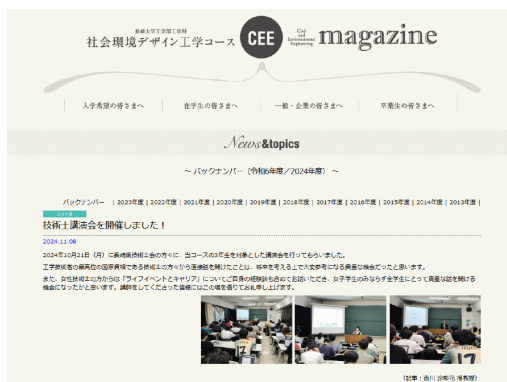 長崎大学工学部工学科
社会環境デザイン工学コース
CEE
Civil
and
Environmental
Engineering
magazine
入学希望の皆さまへ
在学生の皆さまへ
一般・企業の皆さまへ
卒業生の皆さまへ
News&topics
～ バックナンバー〔令和6年度／2024年度〕 ～
バックナンバー ｜2023年度｜2022年度｜2021年度｜2020年度｜2019年度｜2018年度｜2017年度｜2016年度｜2015年度｜2014年度｜2013年度｜
ニュース
技術士講演会を開催しました！
2024.11.08
2024年10月21日（月）に長崎県技術士会の方々に、当コースの3年生を対象とした講演会を行ってもらいました。
工学技術者の最高位の国家資格である技術士の方々から直接話を聞けたことは、将来を考える上で大変参考になる貴重な機会だったと思います。
また、女性技術士の方からは「ライフイベントとキャリア」についてご自身の経験談も含めてお話いただき、女子学生のみならず全学生にとって貴重な話を聞ける
機会になったかと思います。講師をしてくださった皆様にはこの場を借りてお礼申し上げます。
（記事：吉川 沙耶花 准教授）